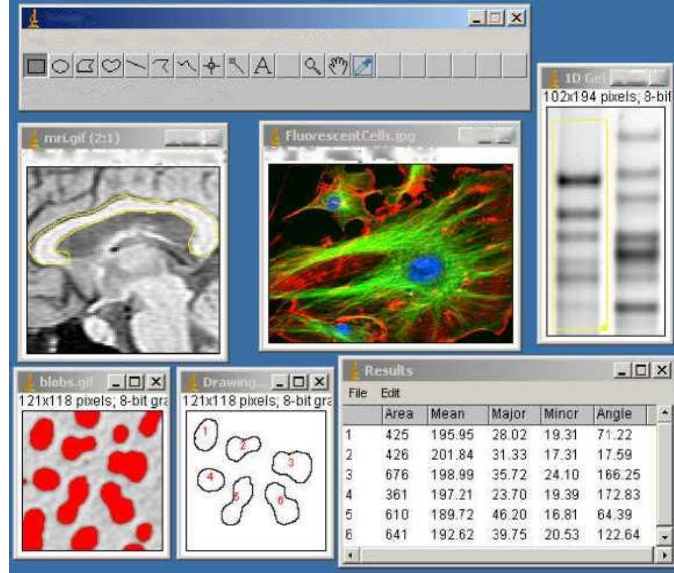 1D Gel
102x194 pixels; 8-bit
mri.gif (2:1)
FluorescentCells.jpg
blobs.gif
121x118 pixels; 8-bit gra
Drawing...
121x118 pixels; 8-bit gra
1
2
3
4
5
6
Results
File Edit
Area Mean Major Minor Angle
1 425 195.95 28.02 19.31 71.22
2 426 201.84 31.33 17.31 17.59
3 676 198.99 35.72 24.10 166.25
4 361 197.21 23.70 19.39 172.83
5 610 189.72 46.20 16.81 64.39
6 641 192.62 39.75 20.53 122.64